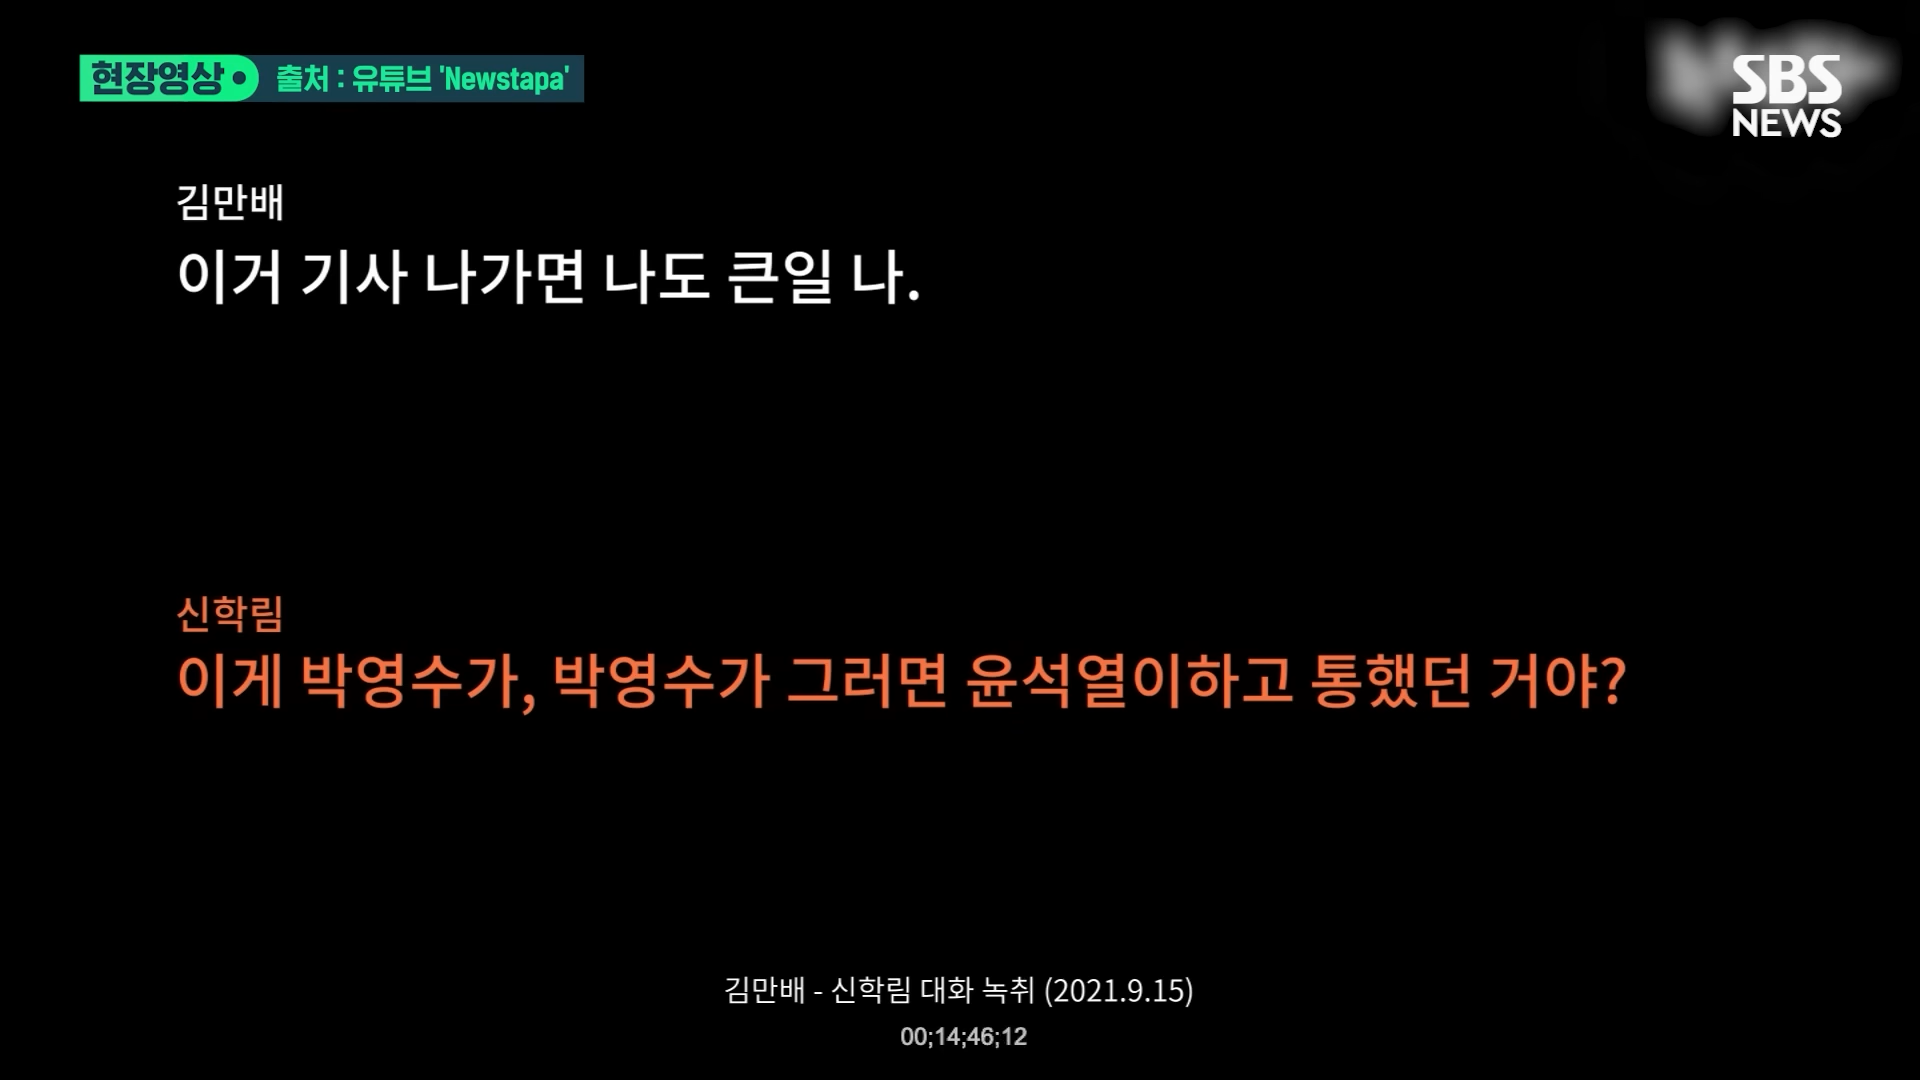 현장영상
출처 : 유튜브 'Newstapa'
SBS
NEWS
김만배
이거 기사 나가면 나도 큰일 나.
신학림
이게 박영수가, 박영수가 그러면 윤석열이하고 통했던 거야?
김만배 - 신학림 대화 녹취 (2021.9.15)
00;14;46;12